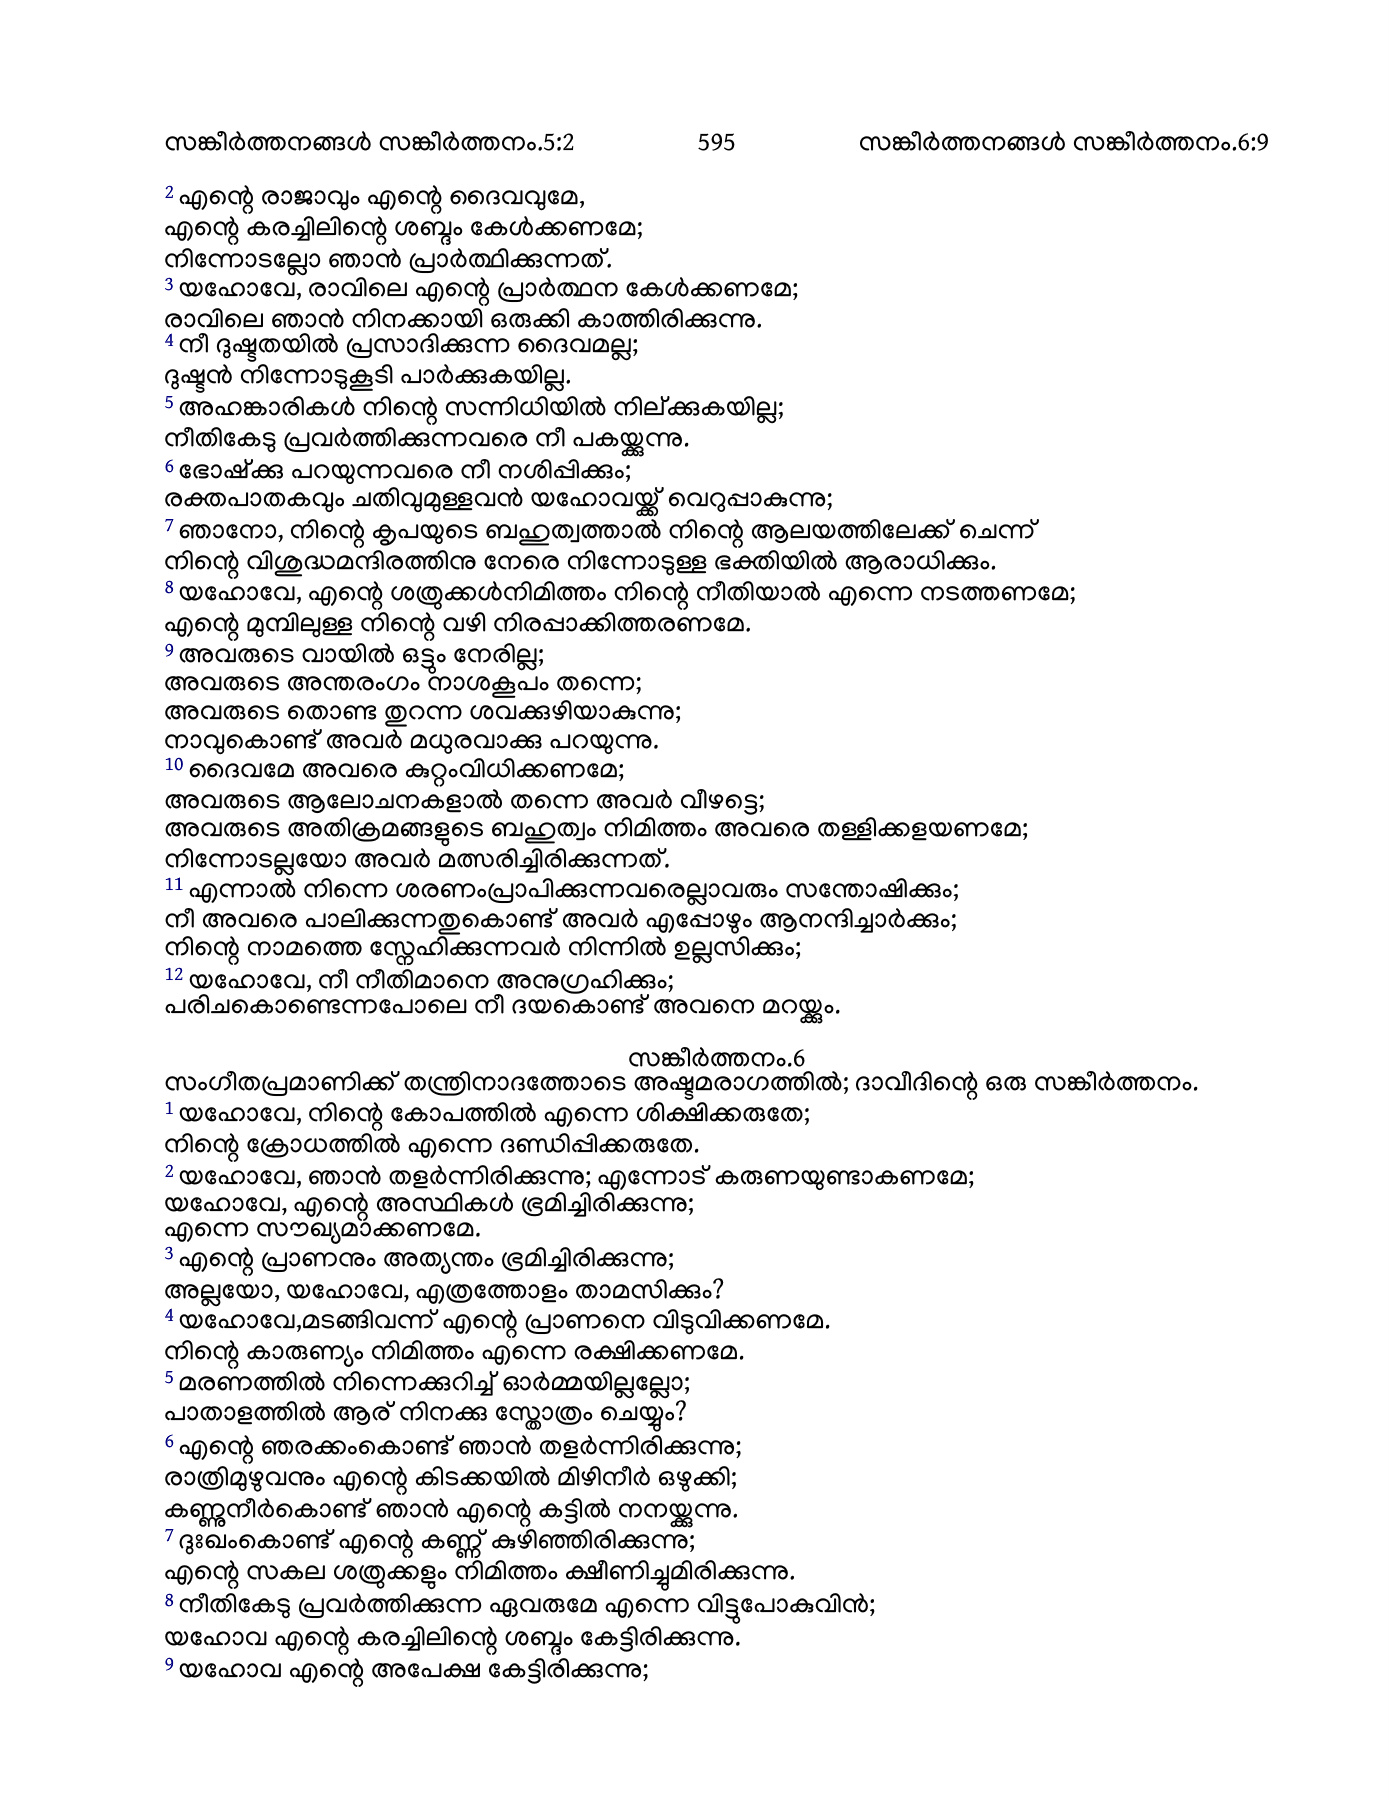 സങ്കീർത്തനങ്ങൾ സങ്കീർത്തനം.5:2 595 സങ്കീർത്തനങ്ങൾ സങ്കീർത്തനം.6:9
2 എന്റെ രാജാവും എന്റെ ദൈവവുമേ,
എന്റെ കരച്ചിലിന്റെ ശബ്ദം കേൾക്കണമേ;
നിന്നോടല്ലോ ഞാൻ പ്രാർത്ഥിക്കുന്നത്.
3 യഹോവേ, രാവിലെ എന്റെ പ്രാർത്ഥന കേൾക്കണമേ;
രാവിലെ ഞാൻ നിനക്കായി ഒരുക്കി കാത്തിരിക്കുന്നു.
4 നീ ദുഷ്ടതയിൽ പ്രസാദിക്കുന്ന ദൈവമല്ല;
ദുഷ്ടൻ നിന്നോടുകൂടി പാർക്കുകയില്ല.
5 അഹങ്കാരികൾ നിന്റെ സന്നിധിയിൽ നില്ക്കുകയില്ല;
നീതികേടു പ്രവർത്തിക്കുന്നവരെ നീ പകയ്ക്കുന്നു.
6 ഭോഷ്ക്കു പറയുന്നവരെ നീ നശിപ്പിക്കും;
രക്തപാതകവും ചതിവുമുള്ളവൻ യഹോവയ്ക്ക് വെറുപ്പാകുന്നു;
7 ഞാനോ, നിന്റെ കൃപയുടെ ബഹുത്വത്താൽ നിന്റെ ആലയത്തിലേക്ക് ചെന്ന്
നിന്റെ വിശുദ്ധമന്ദിരത്തിനു നേരെ നിന്നോടുള്ള ഭക്തിയിൽ ആരാധിക്കും.
8 യഹോവേ, എന്റെ ശത്രുക്കൾനിമിത്തം നിന്റെ നീതിയാൽ എന്നെ നടത്തണമേ;
എന്റെ മുമ്പിലുള്ള നിന്റെ വഴി നിരപ്പാക്കിത്തരണമേ.
9 അവരുടെ വായിൽ ഒട്ടും നേരില്ല;
അവരുടെ അന്തരംഗം നാശകൂപം തന്നെ;
അവരുടെ തൊണ്ട തുറന്ന ശവക്കുഴിയാകുന്നു;
നാവുകൊണ്ട് അവർ മധുരവാക്കു പറയുന്നു.
10 ദൈവമേ അവരെ കുറ്റംവിധിക്കണമേ;
അവരുടെ ആലോചനകളാൽ തന്നെ അവർ വീഴട്ടെ;
അവരുടെ അതിക്രമങ്ങളുടെ ബഹുത്വം നിമിത്തം അവരെ തള്ളിക്കളയണമേ;
നിന്നോടല്ലയോ അവർ മത്സരിച്ചിരിക്കുന്നത്.
11 എന്നാൽ നിന്നെ ശരണംപ്രാപിക്കുന്നവരെല്ലാവരും സന്തോഷിക്കും;
നീ അവരെ പാലിക്കുന്നതുകൊണ്ട് അവർ എപ്പോഴും ആനന്ദിച്ചാർക്കും;
നിന്റെ നാമത്തെ സ്നേഹിക്കുന്നവർ നിന്നിൽ ഉല്ലസിക്കും;
12 യഹോവേ, നീ നീതിമാനെ അനുഗ്രഹിക്കും;
പരിചകൊണ്ടെന്നപോലെ നീ ദയകൊണ്ട് അവനെ മറയ്ക്കും.
സങ്കീർത്തനം.6
സംഗീതപ്രമാണിക്ക് തന്ത്രിനാദത്തോടെ അഷ്ടമരാഗത്തിൽ; ദാവീദിന്റെ ഒരു സങ്കീർത്തനം.
1 യഹോവേ, നിന്റെ കോപത്തിൽ എന്നെ ശിക്ഷിക്കരുതേ;
നിന്റെ ക്രോധത്തിൽ എന്നെ ദണ്ഡിപ്പിക്കരുതേ.
2 യഹോവേ, ഞാൻ തളർന്നിരിക്കുന്നു; എന്നോട് കരുണയുണ്ടാകണമേ;
യഹോവേ, എന്റെ അസ്ഥികൾ ഭ്രമിച്ചിരിക്കുന്നു;
എന്നെ സൗഖ്യമാക്കണമേ.
3 എന്റെ പ്രാണനും അത്യന്തം ഭ്രമിച്ചിരിക്കുന്നു;
അല്ലയോ, യഹോവേ, എത്രത്തോളം താമസിക്കും?
4 യഹോവേ,മടങ്ങിവന്ന് എന്റെ പ്രാണനെ വിടുവിക്കണമേ.
നിന്റെ കാരുണ്യം നിമിത്തം എന്നെ രക്ഷിക്കണമേ.
5 മരണത്തിൽ നിന്നെക്കുറിച്ച് ഓർമ്മയില്ലല്ലോ;
പാതാളത്തിൽ ആര് നിനക്കു സ്തോത്രം ചെയ്യും?
6 എന്റെ ഞരക്കംകൊണ്ട് ഞാൻ തളർന്നിരിക്കുന്നു;
രാത്രിമുഴുവനും എന്റെ കിടക്കയിൽ മിഴിനീർ ഒഴുക്കി;
കണ്ണുനീർകൊണ്ട് ഞാൻ എന്റെ കട്ടിൽ നനയ്ക്കുന്നു.
7 ദുഃഖംകൊണ്ട് എന്റെ കണ്ണ് കുഴിഞ്ഞിരിക്കുന്നു;
എന്റെ സകല ശത്രുക്കളും നിമിത്തം ക്ഷീണിച്ചുമിരിക്കുന്നു.
8 നീതികേടു പ്രവർത്തിക്കുന്ന ഏവരുമേ എന്നെ വിട്ടുപോകുവിൻ;
യഹോവ എന്റെ കരച്ചിലിന്റെ ശബ്ദം കേട്ടിരിക്കുന്നു.
9 യഹോവ എന്റെ അപേക്ഷ കേട്ടിരിക്കുന്നു;